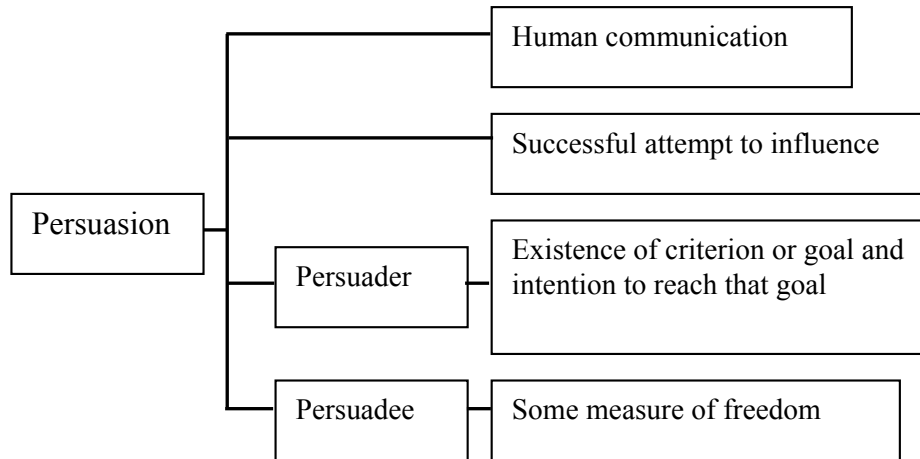 Human communication
Successful attempt to influence
Persuasion
Persuader
Existence of criterion or goal and
intention to reach that goal
Persuadee
Some measure of freedom